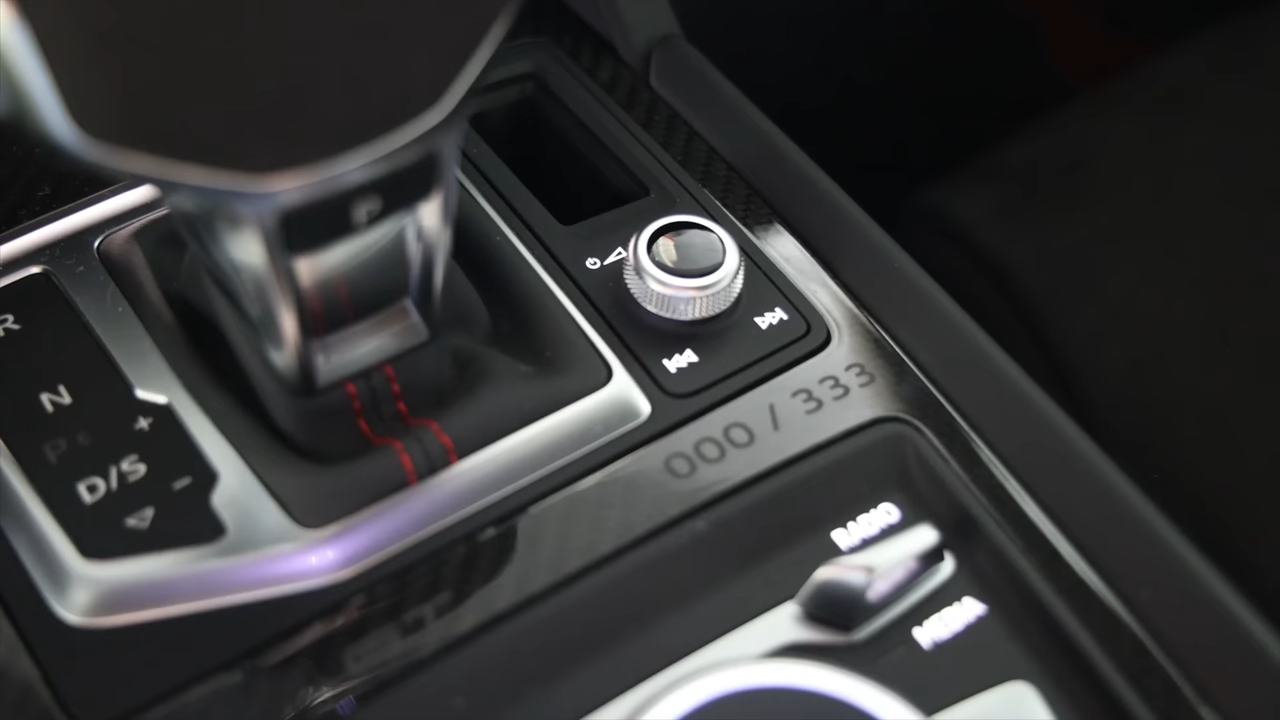 P
R
N
+
D/S
−
000 / 333
RADIO
MEDIA